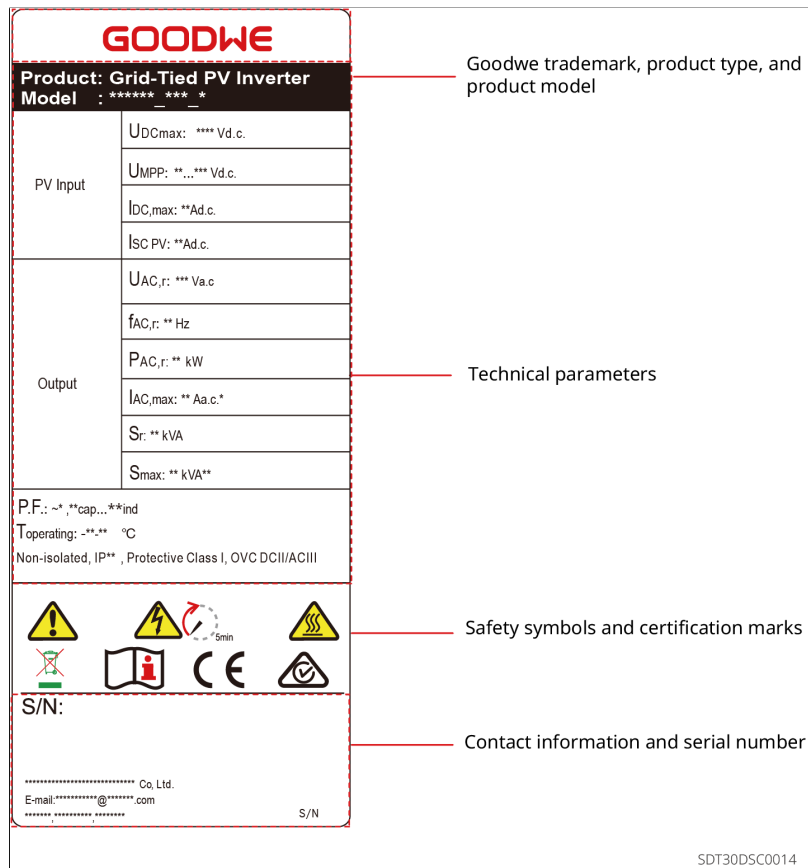 GOODWE
Product: Grid-Tied PV Inverter
Model : ******_***_*
Goodwe trademark, product type, and
product model
PV Input
UDCmax: **** Vd.c.
UMPP: **...*** Vd.c.
IDC,max: **Ad.c.
ISC PV: **Ad.c.
Output
UAC,r: *** Va.c
fAC,r: ** Hz
PAC,r: ** kW
IAC,max: ** Aa.c.*
Sr: ** kVA
Smax: ** kVA**
Technical parameters
P.F.: ~* ,**cap...**ind
Toperating: -**-** °C
Non-isolated, IP** , Protective Class I, OVC DCII/ACIII
5min
CE
Safety symbols and certification marks
S/N:
Contact information and serial number
**************************** Co, Ltd.
E-mail:***********@*******.com
*******,**********,********
S/N
SDT30DSC0014